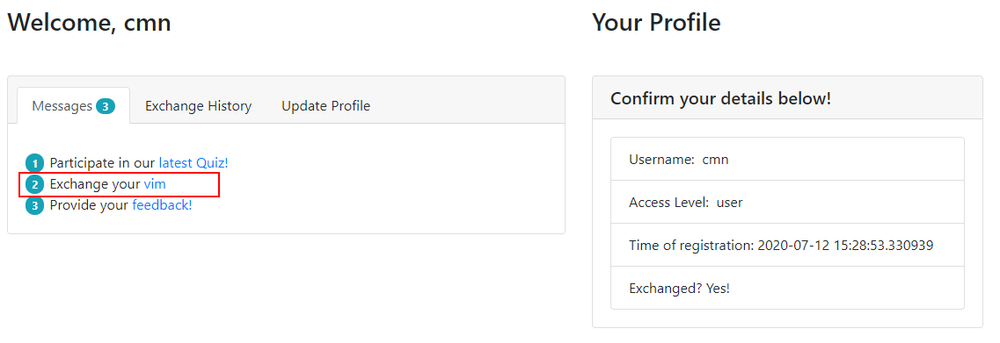 Welcome, cmn
Messages 3
Exchange History
Update Profile
1 Participate in our latest Quiz!
2 Exchange your vim
3 Provide your feedback!
Your Profile
Confirm your details below!
Username: cmn
Access Level: user
Time of registration: 2020-07-12 15:28:53.330939
Exchanged? Yes!